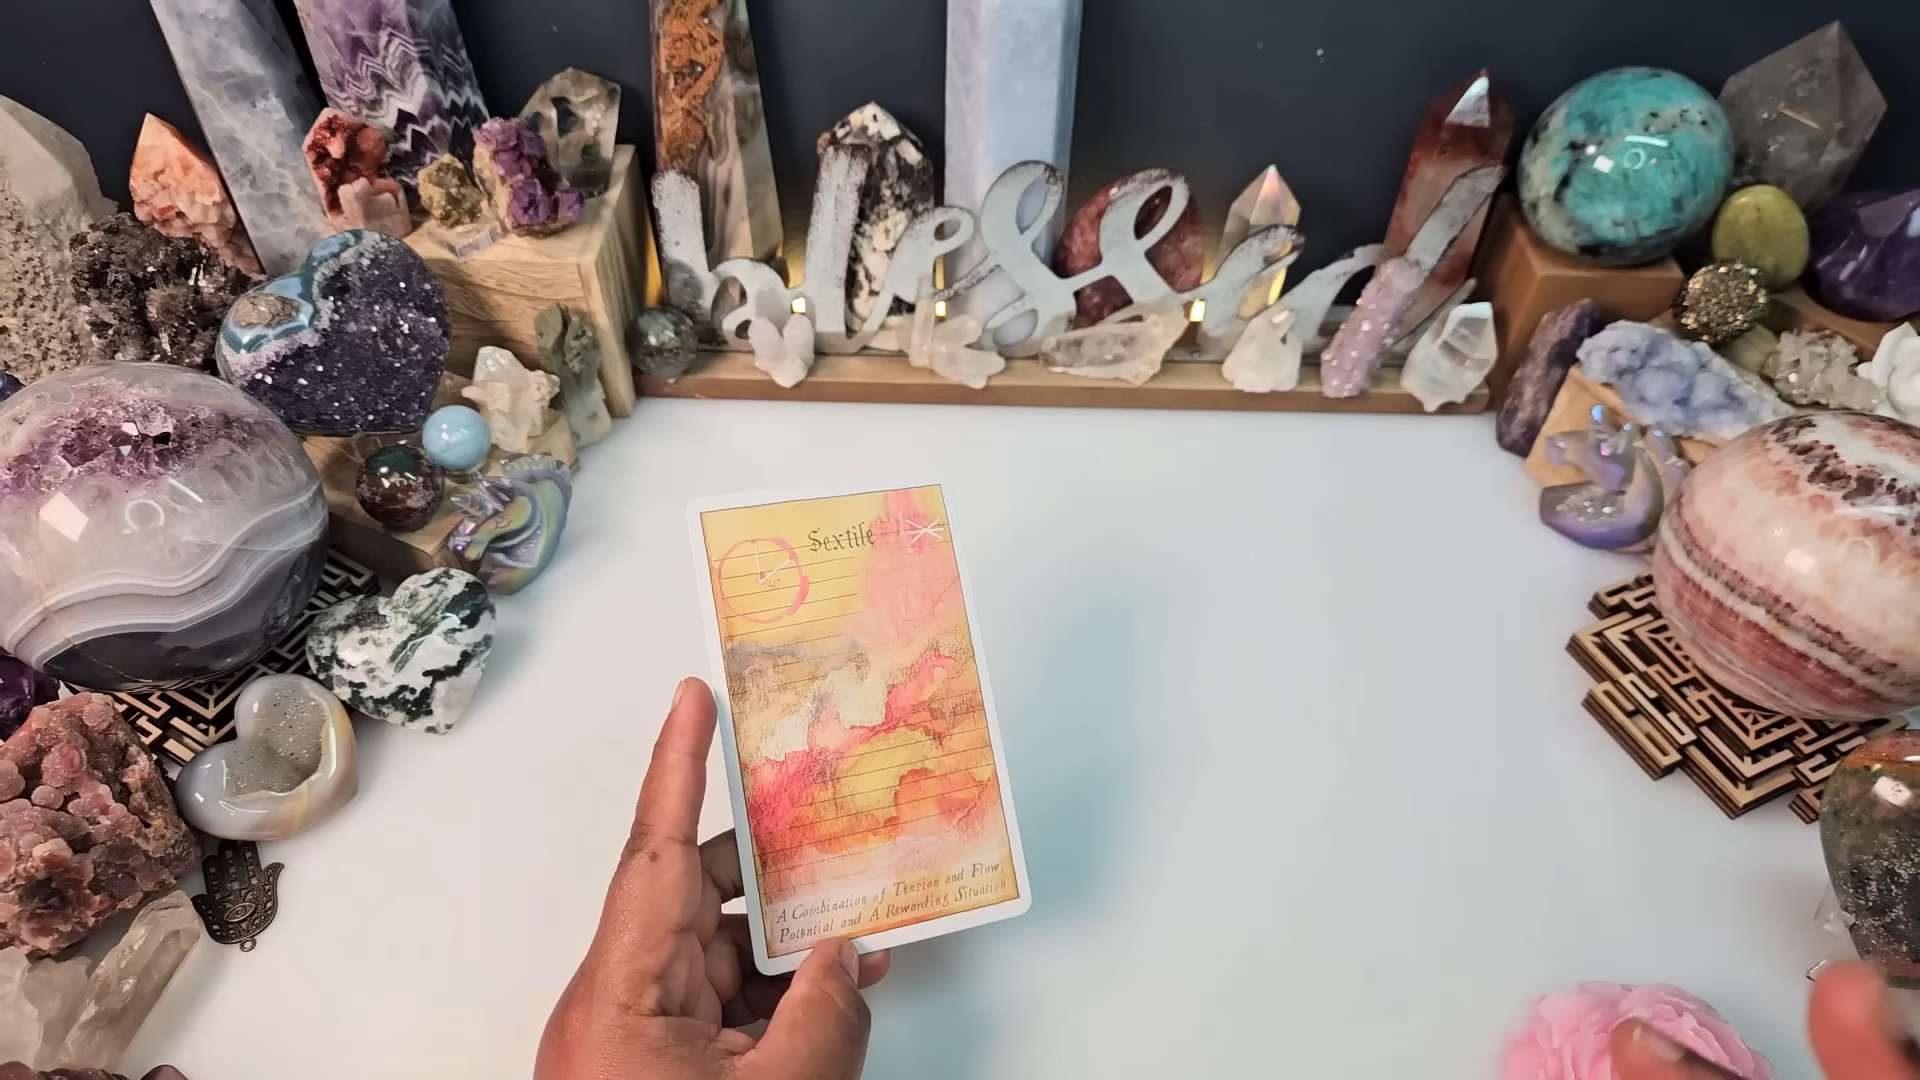 blessed
Sextile
A Combination of Tension and Flow,
Potential and A Rewarding Situation